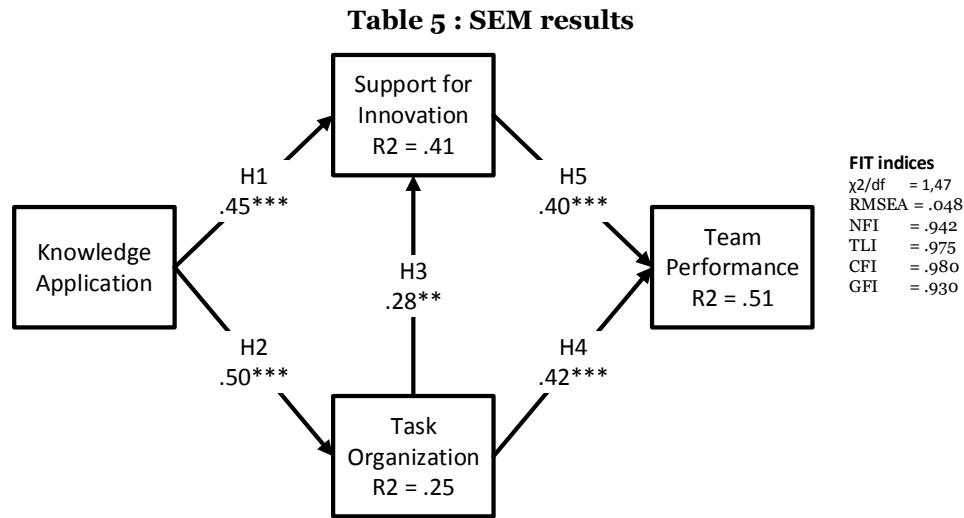 Table 5 : SEM results
Support for
Innovation
R2 = .41
H1
.45***
H5
.40***
Knowledge
Application
H3
.28**
Team
Performance
R2 = .51
H2
.50***
H4
.42***
Task
Organization
R2 = .25
FIT indices
χ2/df = 1,47
RMSEA = .048
NFI = .942
TLI = .975
CFI = .980
GFI = .930